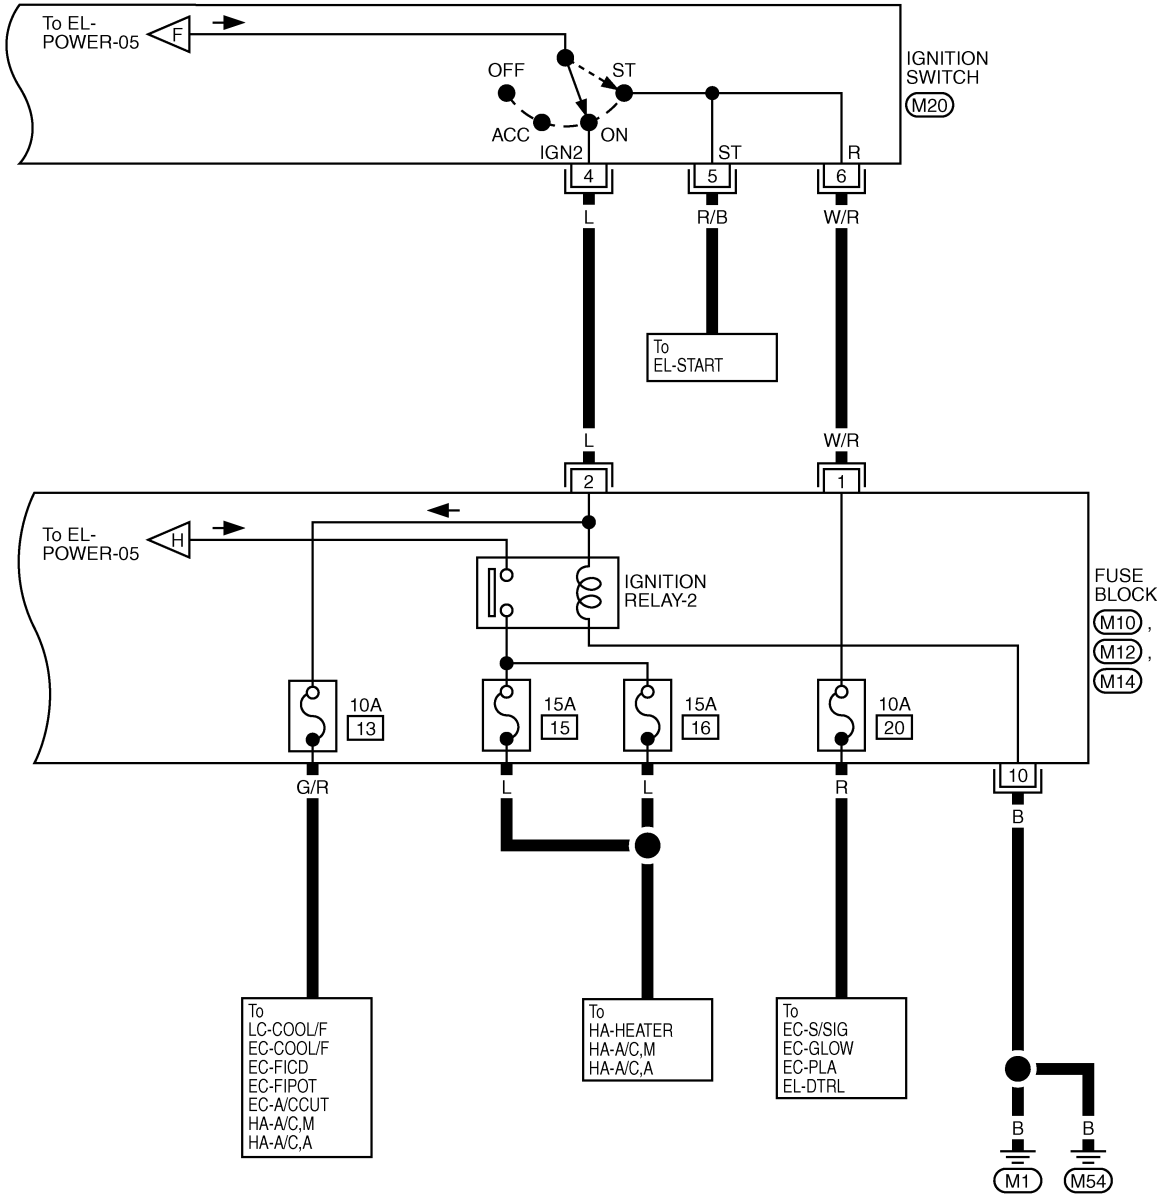 To EL-
POWER-05
F
OFF
ST
ACC
ON
IGNITION
SWITCH
M20
IGN2
ST
R
4
5
6
L
R/B
W/R
To
EL-START
L
W/R
2
1
To EL-
POWER-05
H
IGNITION
RELAY-2
FUSE
BLOCK
M10 ,
M12 ,
M14
10A
13
15A
15
15A
16
10A
20
10
G/R
L
L
R
B
To
LC-COOL/F
EC-COOL/F
EC-FICD
EC-FIPOT
EC-A/CCUT
HA-A/C,M
HA-A/C,A
To
HA-HEATER
HA-A/C,M
HA-A/C,A
To
EC-S/SIG
EC-GLOW
EC-PLA
EL-DTRL
B
B
M1
M54